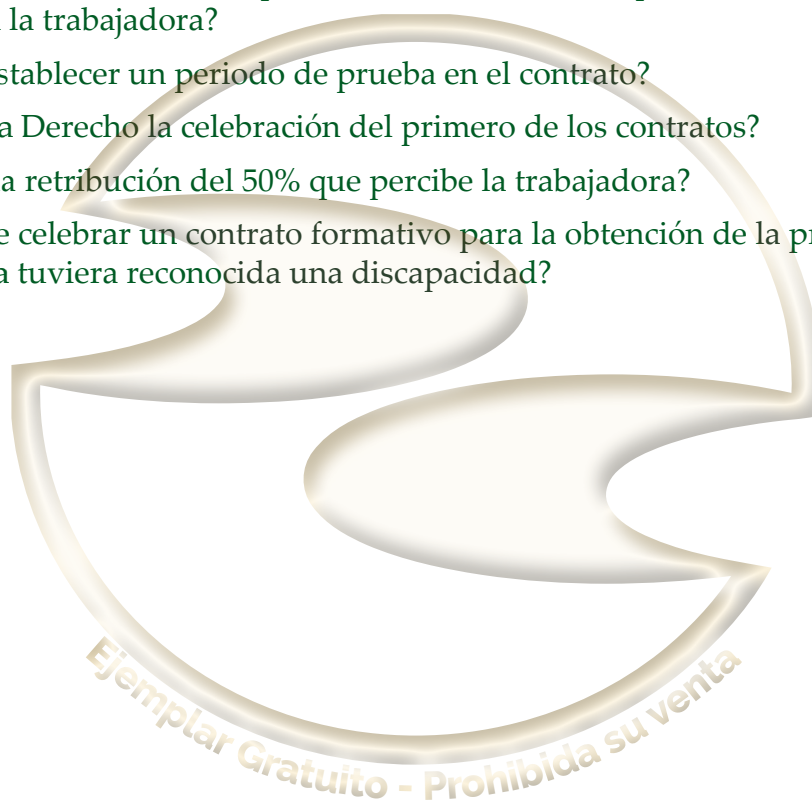 la trabajadora?
stablecer un periodo de prueba en el contrato?
a Derecho la celebración del primero de los contratos?
a retribución del 50% que percibe la trabajadora?
e celebrar un contrato formativo para la obtención de la pr
a tuviera reconocida una discapacidad?
Ejemplar Gratuito - Prohibida su venta